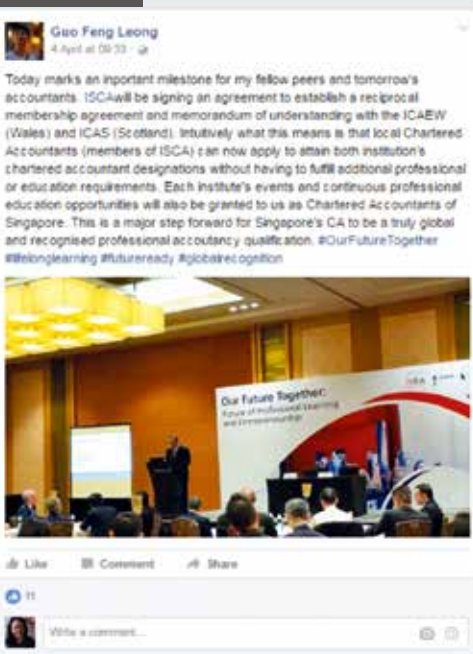 Guo Feng Leong
4 April at 09:33 ·
Today marks an inportant milestone for my fellow peers and tomorrow's
accountants. ISCAwill be signing an agreement to establish a reciprocal
membership agreement and memorandum of understanding with the ICAEW
(Wales) and ICAS (Scotland). Intuitively what this means is that local Chartered
Accountants (members of ISCA) can now apply to attain both institution's
chartered accountant designations without having to fulfill additional professional
or education requirements. Each institute's events and continuous professional
education opportunities will also be granted to us as Chartered Accountants of
Singapore. This is a major step forward for Singapore's CA to be a truly global
and recognised professional accoutancy qualification. #OurFutureTogether
#lifelonglearning #futureready #globalrecognition
Our Future Together:
Future of Professional Learning
and Entrepreneurship
Like Comment Share
11
Write a comment...